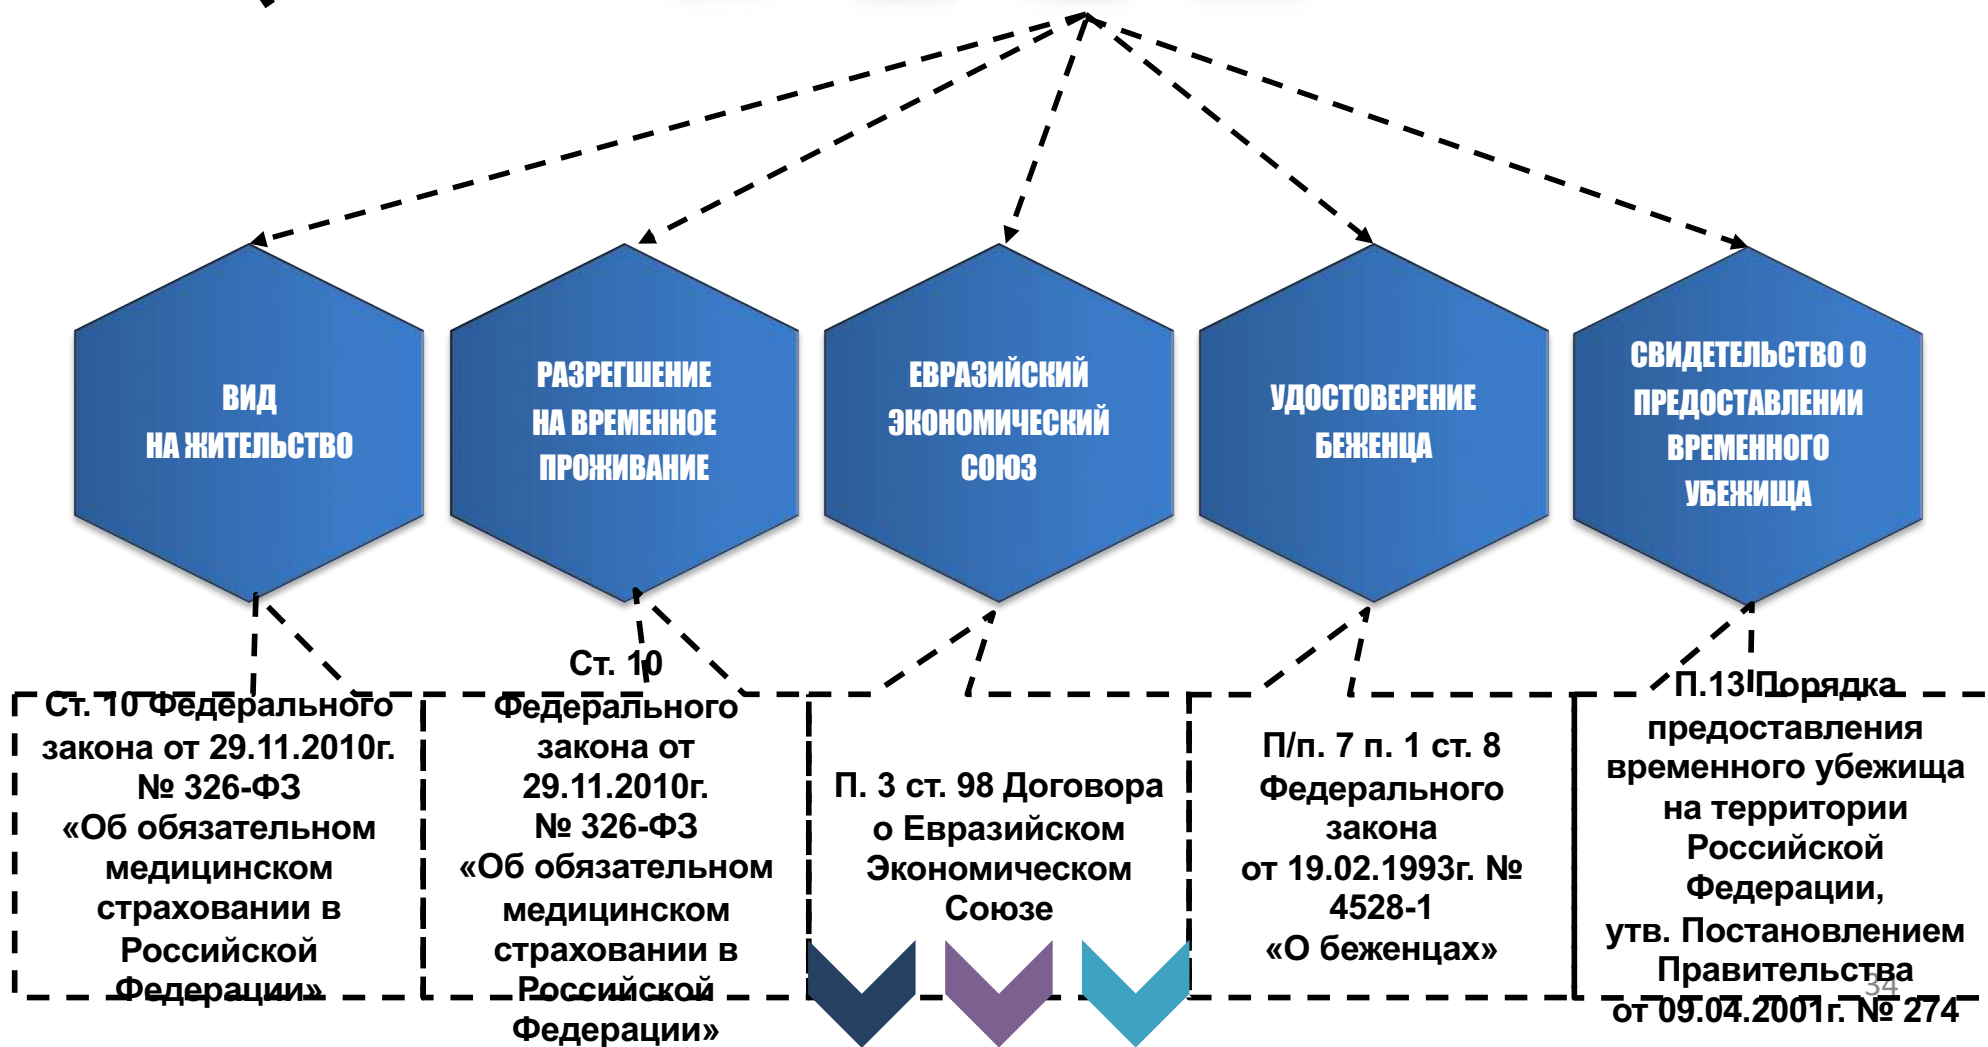 ВИД
НА ЖИТЕЛЬСТВО
РАЗРЕГШЕНИЕ
НА ВРЕМЕННОЕ
ПРОЖИВАНИЕ
ЕВРАЗИЙСКИЙ
ЭКОНОМИЧЕСКИЙ
СОЮЗ
УДОСТОВЕРЕНИЕ
БЕЖЕНЦА
СВИДЕТЕЛЬСТВО О
ПРЕДОСТАВЛЕНИИ
ВРЕМЕННОГО
УБЕЖИЩА
Ст. 10 Федерального
закона от 29.11.2010г.
№ 326-ФЗ
«Об обязательном
медицинском
страховании в
Российской
Федерации»
Ст. 10
Федерального
закона от
29.11.2010г.
№ 326-ФЗ
«Об обязательном
медицинском
страховании в
Российской
Федерации»
П. 3 ст. 98 Договора
о Евразийском
Экономическом
Союзе
П/п. 7 п. 1 ст. 8
Федерального
закона
от 19.02.1993г. №
4528-1
«О беженцах»
П.13 Порядка
предоставления
временного убежища
на территории
Российской
Федерации,
утв. Постановлением
Правительства
от 09.04.2001г. № 274
34